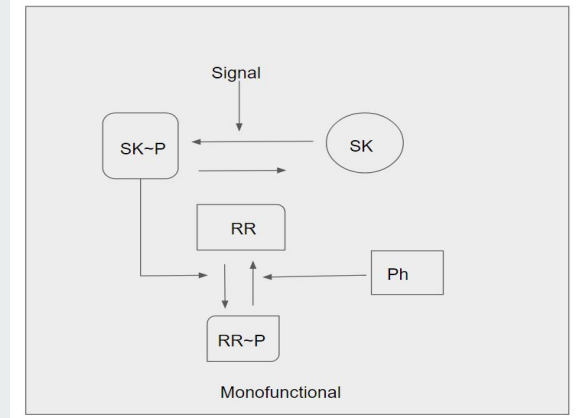 Signal
SK~P
SK
RR
Ph
RR~P
Monofunctional